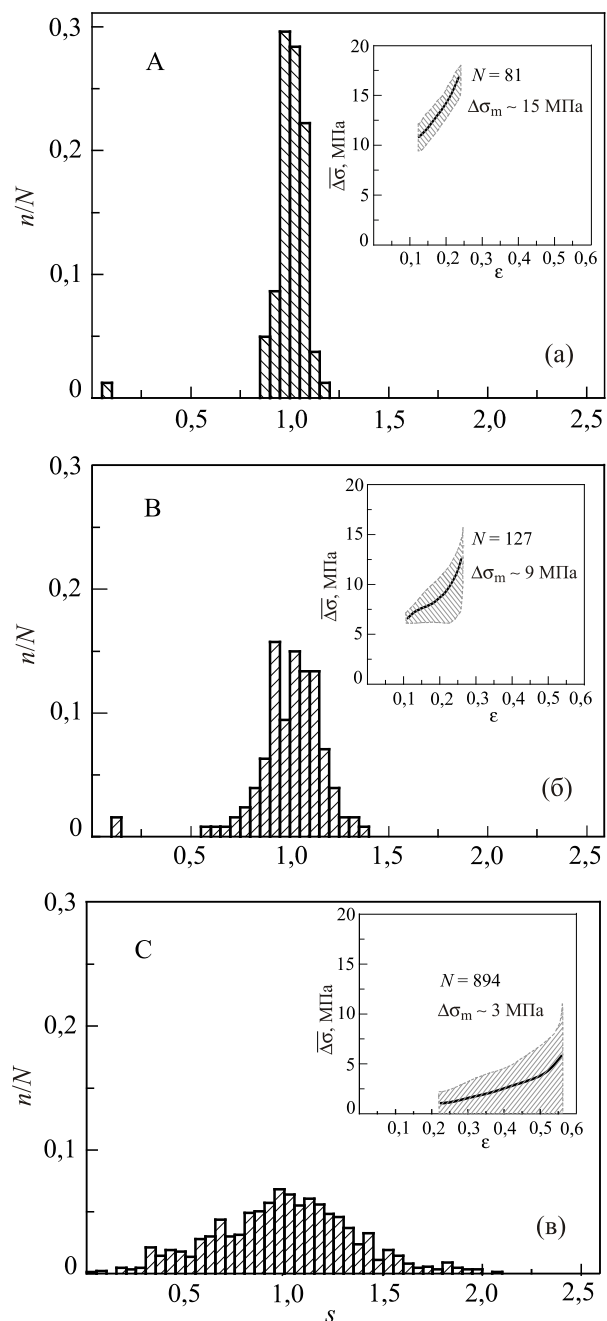 0,3
A
20
15
10
5
0
Δσ, МПа
N = 81
Δσm ~ 15 МПа
0,1 0,2 0,3 0,4 0,5 0,6
ε
0,2
n/N
0,1
0
(а)
0,5 1,0 1,5 2,0 2,5
0,3
B
20
15
10
5
0
Δσ, МПа
N = 127
Δσm ~ 9 МПа
0,1 0,2 0,3 0,4 0,5 0,6
ε
0,2
n/N
0,1
0
(б)
0,5 1,0 1,5 2,0 2,5
0,3
C
20
15
10
5
0
Δσ, МПа
N = 894
Δσm ~ 3 МПа
0,1 0,2 0,3 0,4 0,5 0,6
ε
0,2
n/N
0,1
0
(в)
0,5 1,0 1,5 2,0 2,5
s